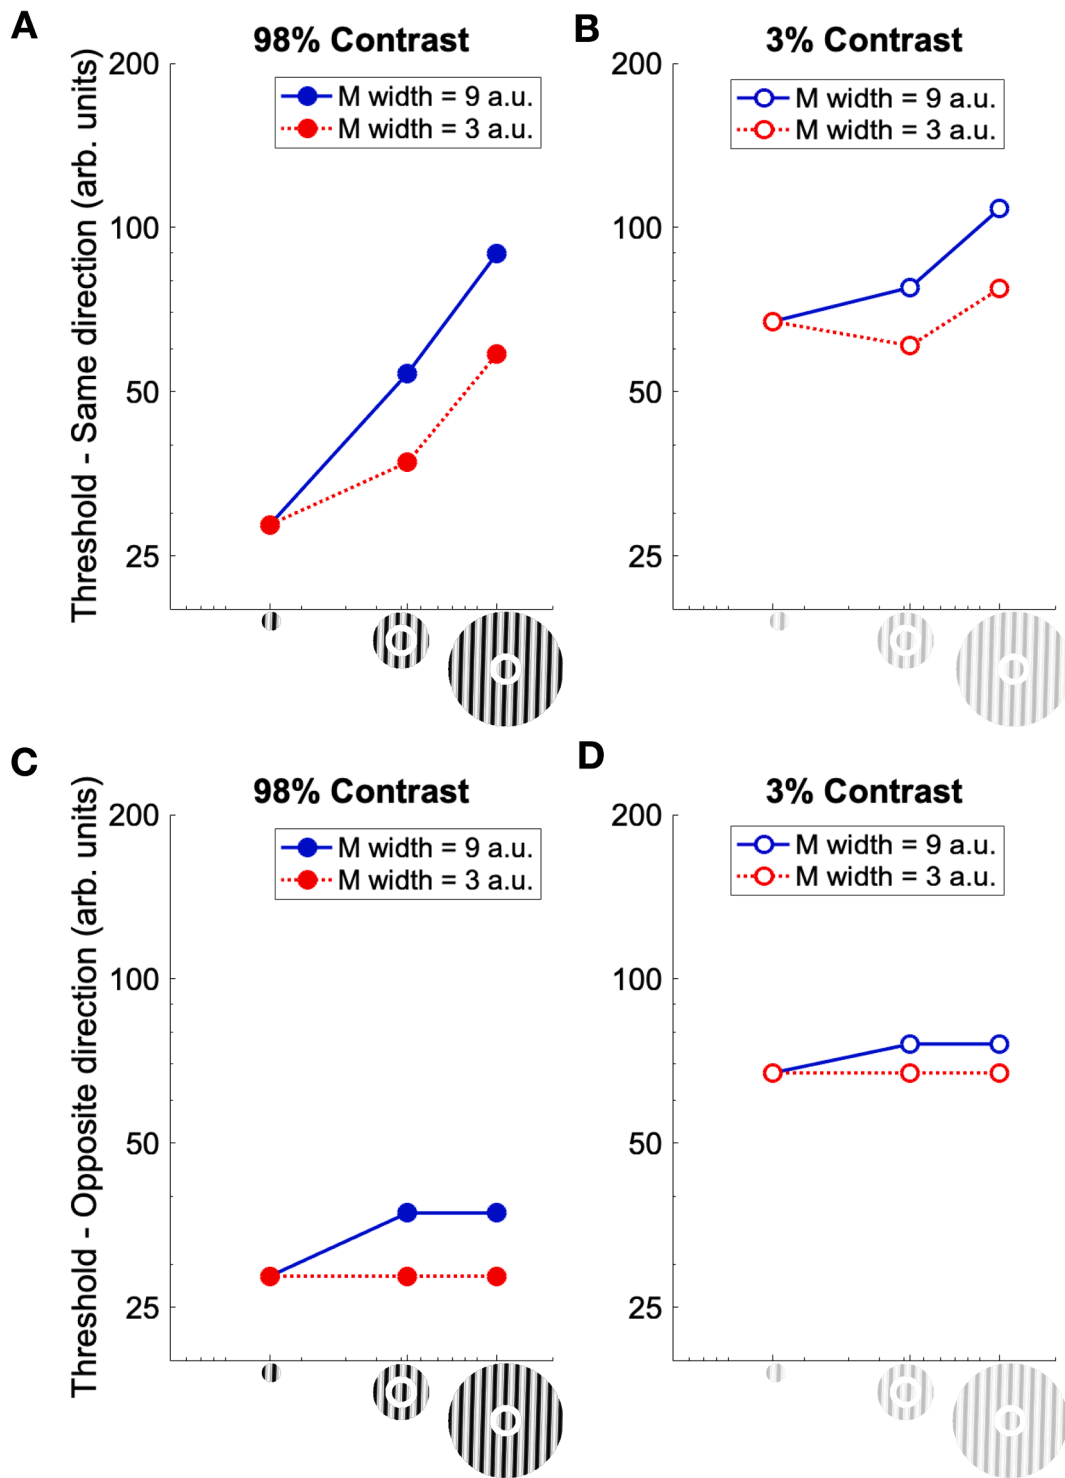 A
98% Contrast
Threshold - Same direction (arb. units)
200
100
50
25
M width = 9 a.u.
M width = 3 a.u.
B
3% Contrast
200
100
50
25
M width = 9 a.u.
M width = 3 a.u.
C
98% Contrast
Threshold - Opposite direction (arb. units)
200
100
50
25
M width = 9 a.u.
M width = 3 a.u.
D
3% Contrast
200
100
50
25
M width = 9 a.u.
M width = 3 a.u.